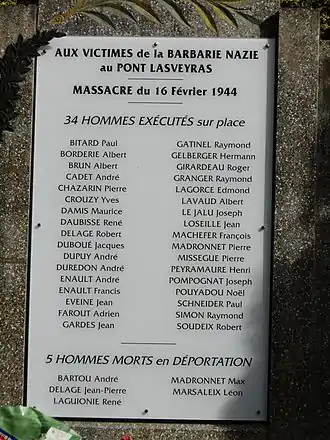 AUX VICTIMES de la BARBARIE NAZIE
au PONT LASVEYRAS
MASSACRE du 16 Février 1944
34 HOMMES EXÉCUTÉS sur place
BITARD Paul
BORDERIE Albert
BRUN Albert
CADET André
CHAZARIN Pierre
CROUZY Yves
DAMIS Maurice
DAUBISSE René
DELAGE Robert
DUBOUÉ Jacques
DUPUY André
DUREDON André
ENAULT André
ENAULT Francis
EVEINE Jean
FAROUT Adrien
GARDES Jean
GATINEL Raymond
GELBERGER Hermann
GIRARDEAU Roger
GRANGER Raymond
LAGORCE Edmond
LAVAUD Albert
LE JALU Joseph
LOSEILLE Jean
MACHEFER François
MADRONNET Pierre
MISSEGUE Pierre
PEYRAMAURE Henri
POMPOGNAT Joseph
POUYADOU Noël
SCHNEIDER Paul
SIMON Raymond
SOUDEIX Robert
5 HOMMES MORTS en DÉPORTATION
BARTOU André
DELAGE Jean-Pierre
LAGUIONIE René
MADRONNET Max
MARSALEIX Léon